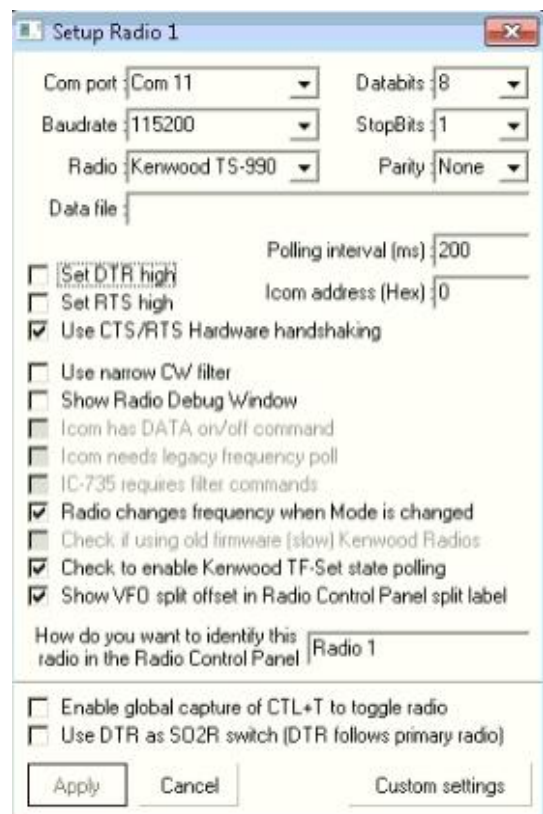 Setup Radio 1
Com port : Com 11 Databits : 8
Baudrate : 115200 StopBits : 1
Radio : Kenwood TS-990 Parity : None
Data file :
Polling interval (ms) : 200
Set DTR high
Icom address (Hex) : 0
Set RTS high
Use CTS/RTS Hardware handshaking
Use narrow CW filter
Show Radio Debug Window
Icom has DATA on/off command
Icom needs legacy frequency poll
IC-735 requires filter commands
Radio changes frequency when Mode is changed
Check if using old firmware (slow) Kenwood Radios
Check to enable Kenwood TF-Set state polling
Show VFO split offset in Radio Control Panel split label
How do you want to identify this
radio in the Radio Control Panel Radio 1
Enable global capture of CTL+T to toggle radio
Use DTR as SO2R switch (DTR follows primary radio)
Apply Cancel Custom settings